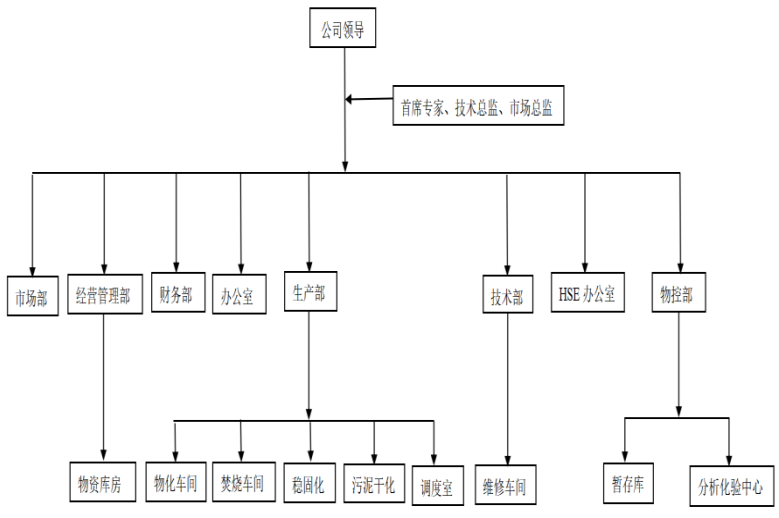 公司领导
首席专家、技术总监、市场总监
市场部
经营管理部
财务部
办公室
生产部
技术部
HSE 办公室
物控部
物资库房
物化车间
焚烧车间
稳固化
污泥干化
调度室
维修车间
暂存库
分析化验中心